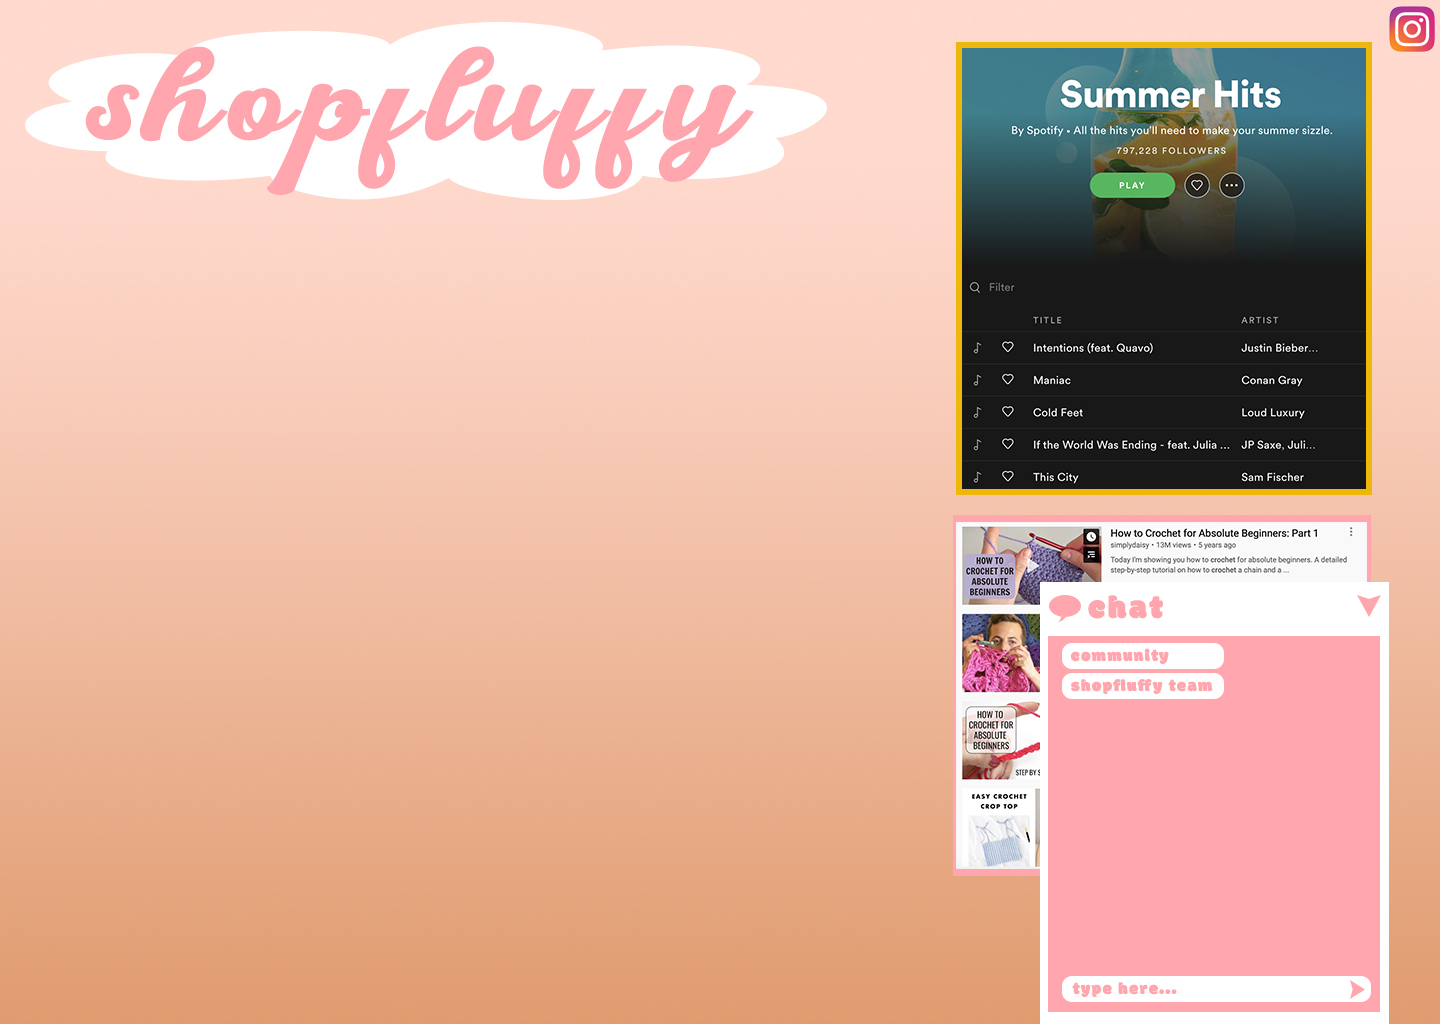 shopfluffy
Summer Hits
By Spotify • All the hits you'll need to make your summer sizzle.
797,228 FOLLOWERS
PLAY
Filter
TITLE ARTIST
Intentions (feat. Quavo) Justin Bieber...
Maniac Conan Gray
Cold Feet Loud Luxury
If the World Was Ending - feat. Julia ... JP Saxe, Juli...
This City Sam Fischer
HOW TO
CROCHET FOR
ABSOLUTE
BEGINNERS
How to Crochet for Absolute Beginners: Part 1
simplydaisy • 13M views • 5 years ago
Today I'm showing you how to crochet for absolute beginners. A detailed
step-by-step tutorial on how to crochet a chain and a ...
HOW TO
CROCHET FOR
ABSOLUTE
BEGINNERS
STEP BY S
EASY CROCHET
CROP TOP
chat
community
shopfluffy team
type here...